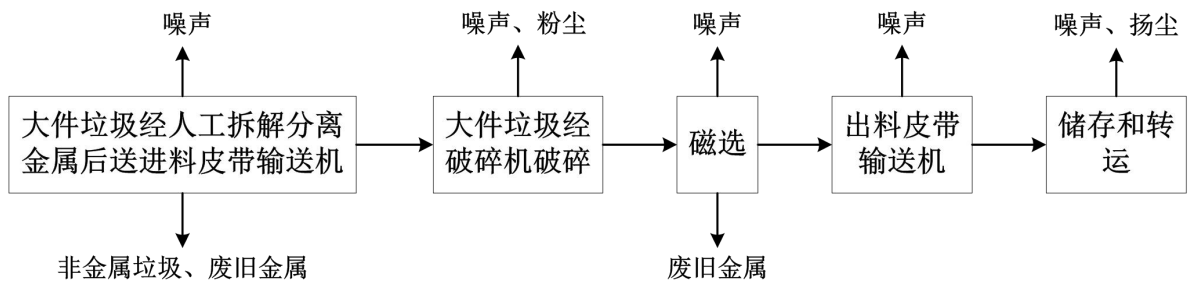 噪声
噪声、粉尘
噪声
噪声
噪声、扬尘
大件垃圾经人工拆解分离
金属后送进料皮带输送机
大件垃圾经
破碎机破碎
磁选
出料皮带
输送机
储存和转
运
非金属垃圾、废旧金属
废旧金属